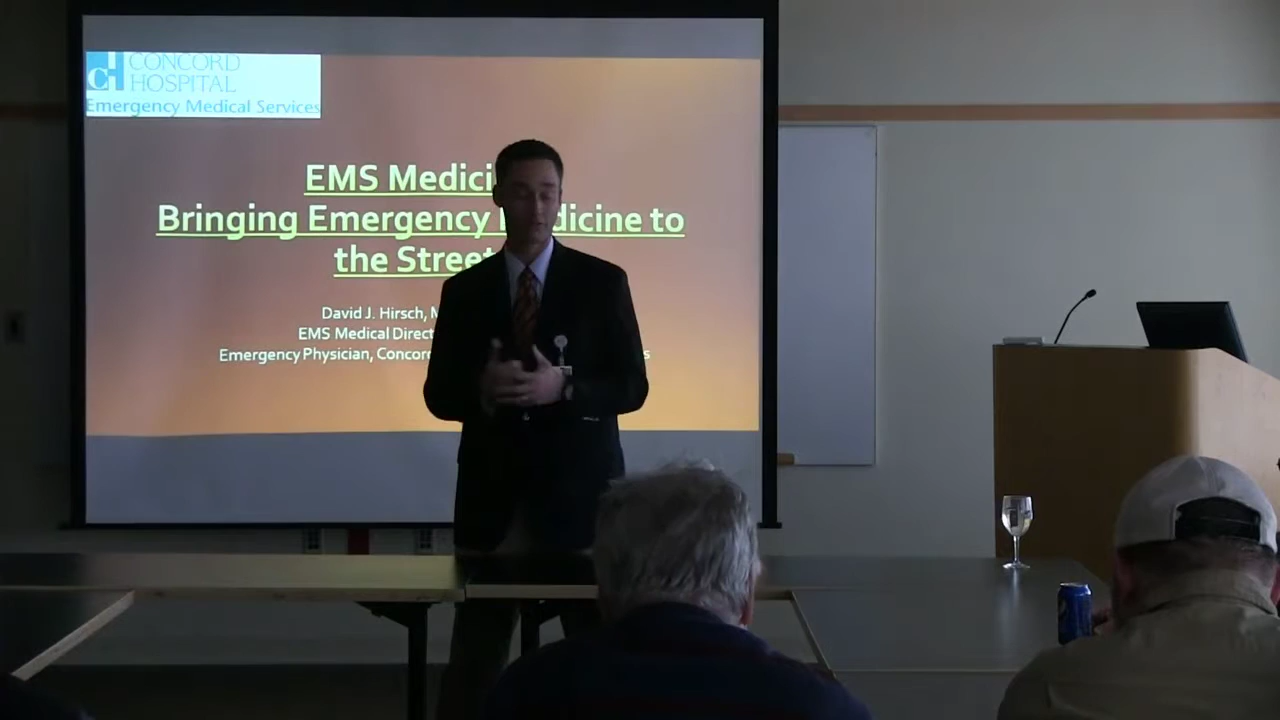 CONCORD
HOSPITAL
Emergency Medical Services
EMS Medici
Bringing Emergency dicine to
the Street
David J. Hirsch, M
EMS Medical Direct
Emergency Physician, Concor s